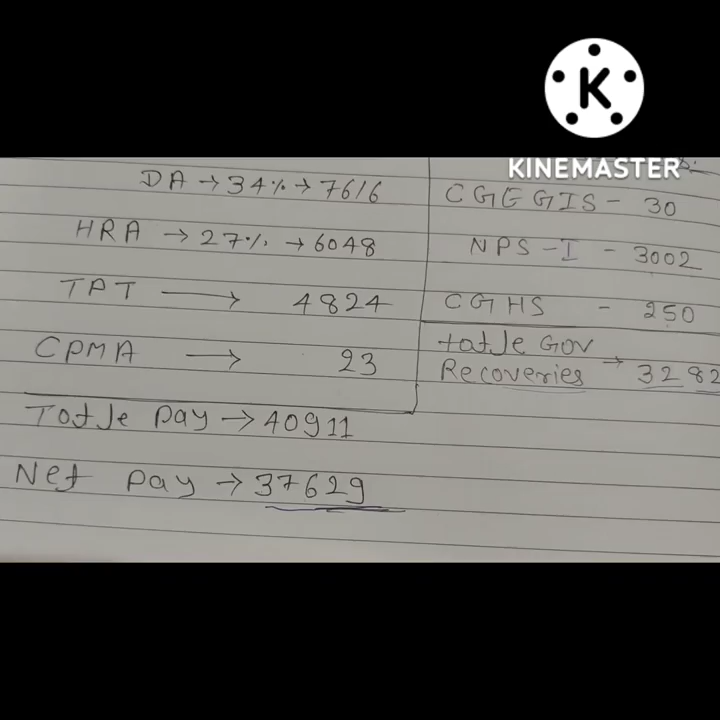 K
KINEMASTER
DA → 34% → 7616
HRA → 27% → 6048
TPT → 4824
CPMA → 23
Totle pay → 40911
Net pay → 37629
CGEGIS - 30
NPS-I - 3002
CGHS - 250
totle Gov
Recoveries → 3282